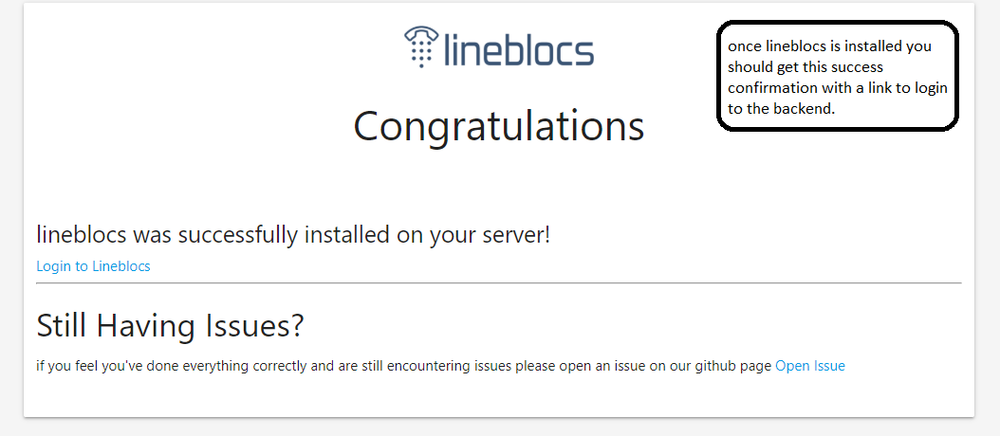 lineblocs
once lineblocs is installed you
should get this success
confirmation with a link to login
to the backend.
Congratulations
lineblocs was successfully installed on your server!
Login to Lineblocs
Still Having Issues?
if you feel you've done everything correctly and are still encountering issues please open an issue on our github page Open Issue